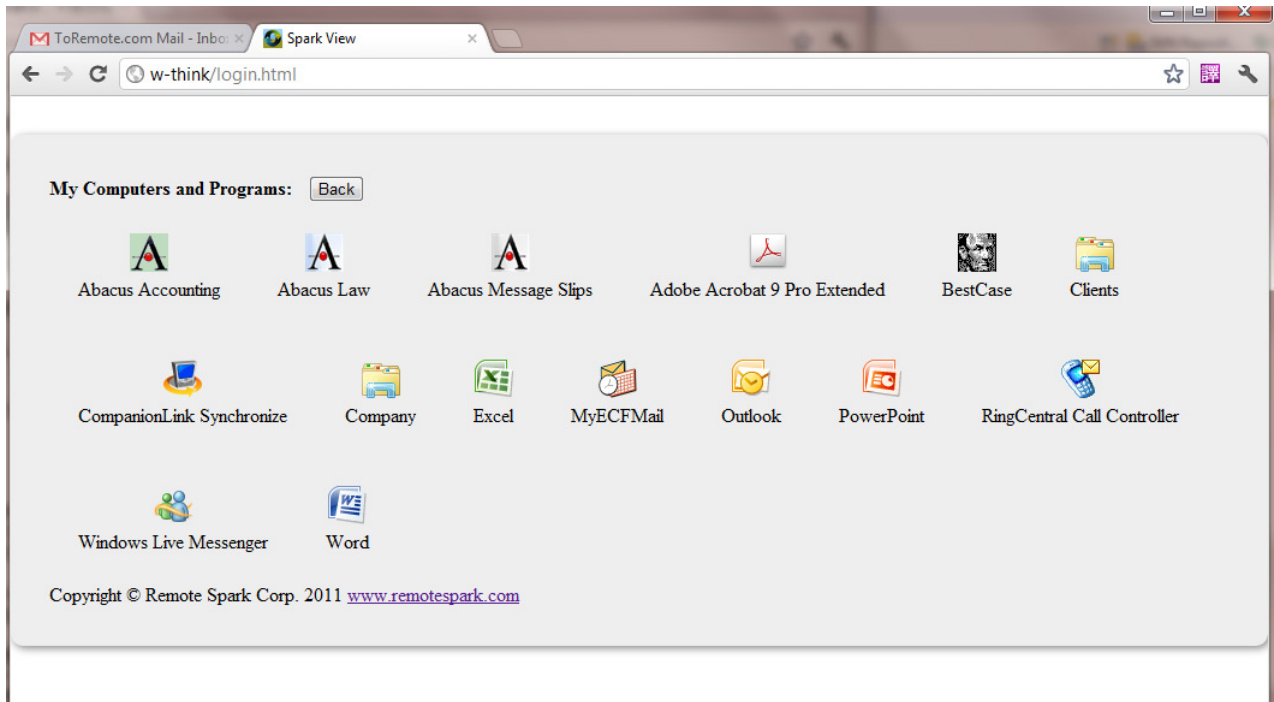 ToRemote.com Mail - Inbo
Spark View
w-think/login.html
My Computers and Programs: Back
Abacus Accounting Abacus Law Abacus Message Slips Adobe Acrobat 9 Pro Extended BestCase Clients
CompanionLink Synchronize Company Excel MyECFMail Outlook PowerPoint RingCentral Call Controller
Windows Live Messenger Word
Copyright © Remote Spark Corp. 2011 www.remotespark.com